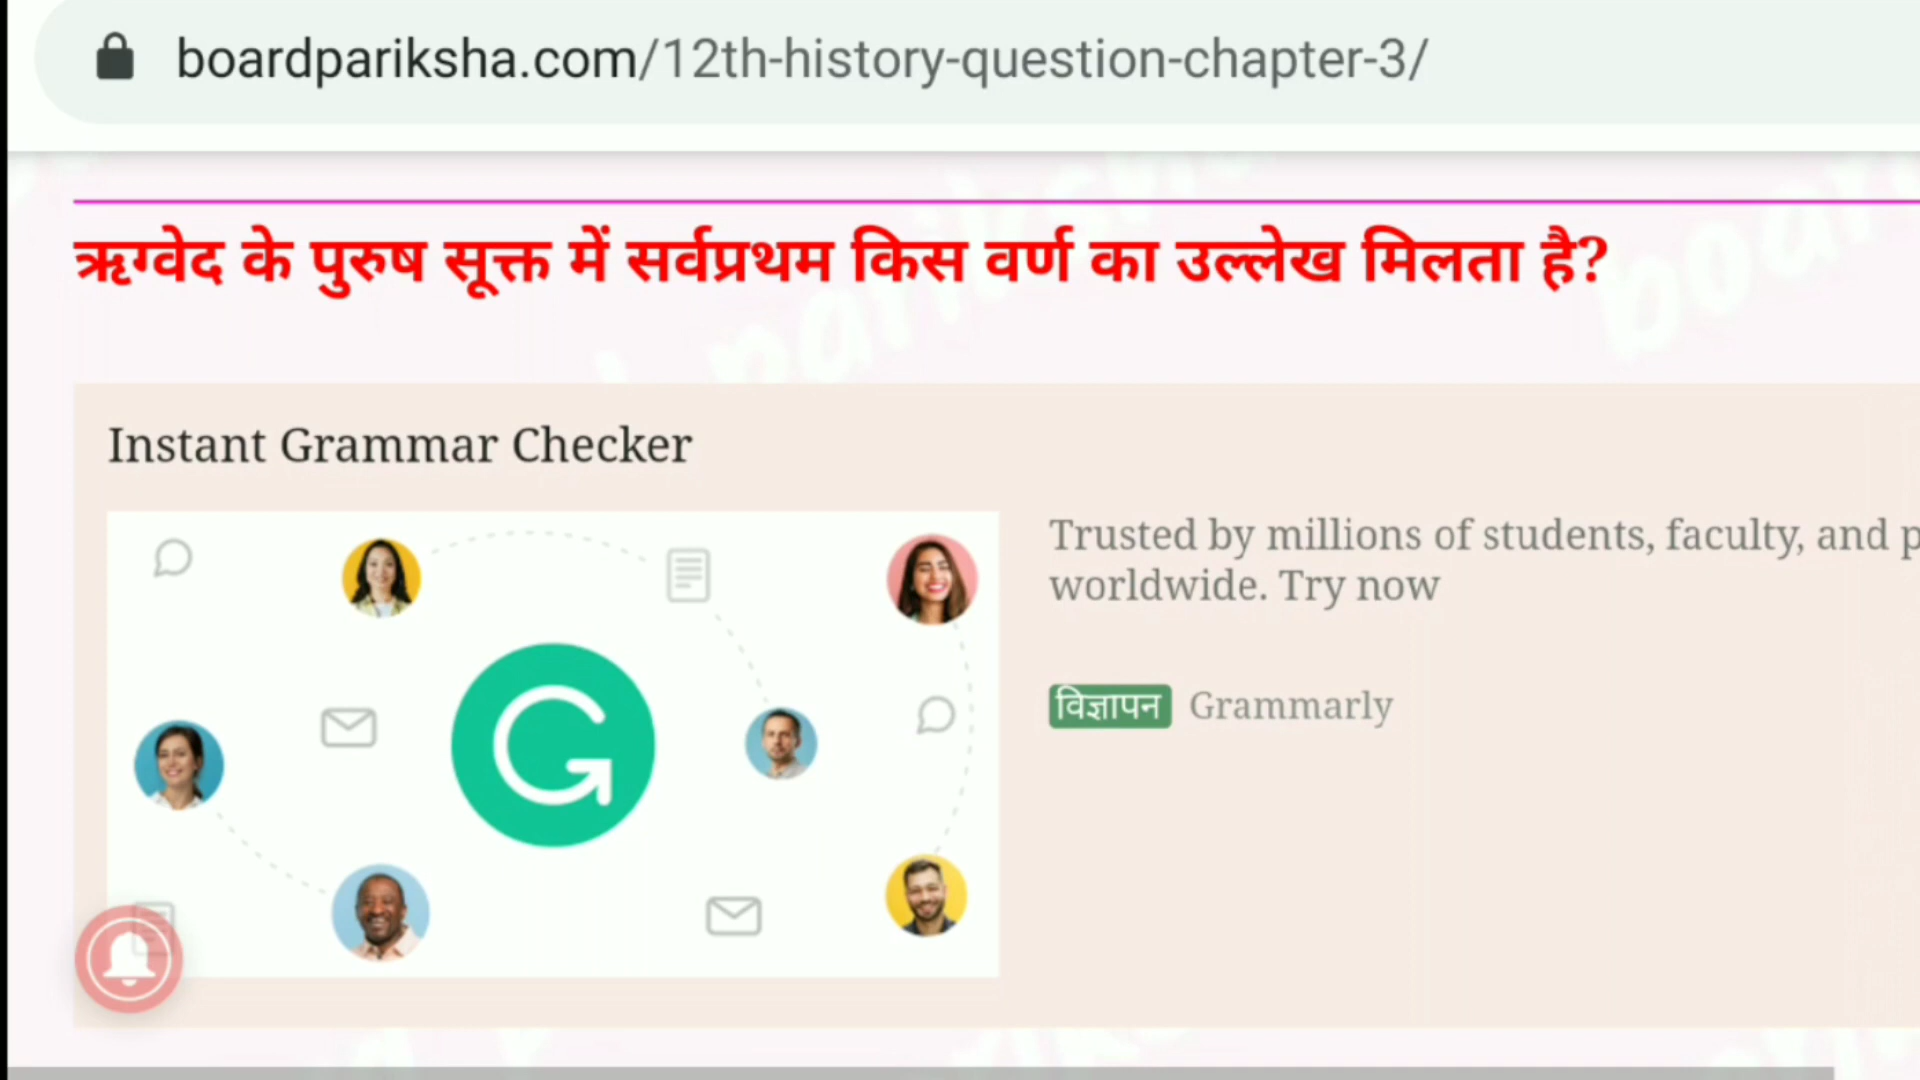 boardpariksha.com/12th-history-question-chapter-3/
ऋग्वेद के पुरुष सूक्त में सर्वप्रथम किस वर्ण का उल्लेख मिलता है?
Instant Grammar Checker
Trusted by millions of students, faculty, and
worldwide. Try now
विज्ञापन Grammarly